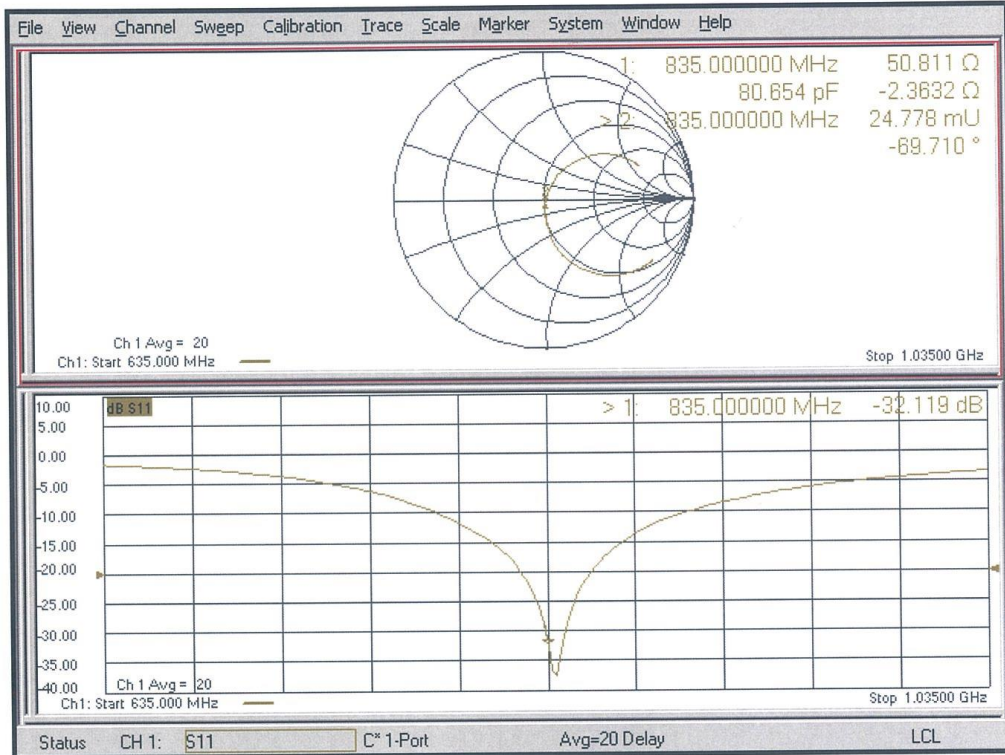 File View Channel Sweep Calibration Trace Scale Marker System Window Help
1: 835.000000 MHz 50.811 Ω
80.654 pF -2.3632 Ω
> 2: 835.000000 MHz 24.778 mU
-69.710 °
Ch 1 Avg = 20
Ch1: Start 635.000 MHz
Stop 1.03500 GHz
10.00
dB S11
> 1: 835.000000 MHz -32.119 dB
5.00
0.00
-5.00
-10.00
-15.00
-20.00
-25.00
-30.00
-35.00
-40.00
Ch 1 Avg = 20
Ch1: Start 635.000 MHz
Stop 1.03500 GHz
Status CH 1: S11 C* 1-Port Avg=20 Delay LCL